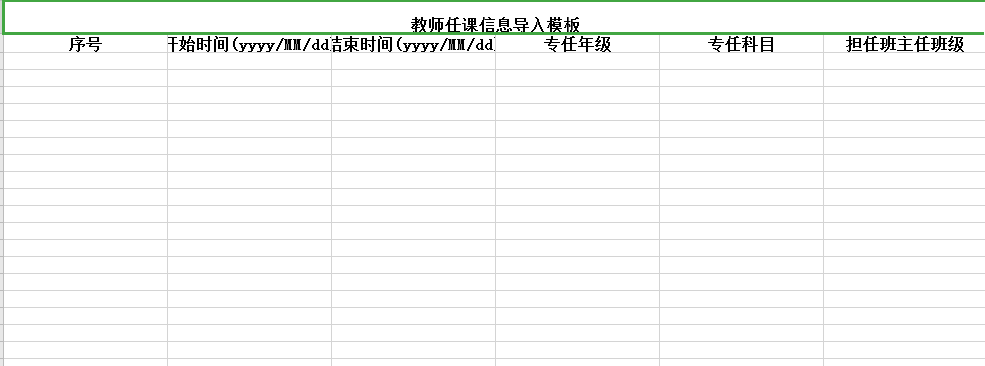 教师任课信息导入模板
序号 开始时间(yyyy/MM/dd 结束时间(yyyy/MM/dd 专任年级 专任科目 担任班主任班级